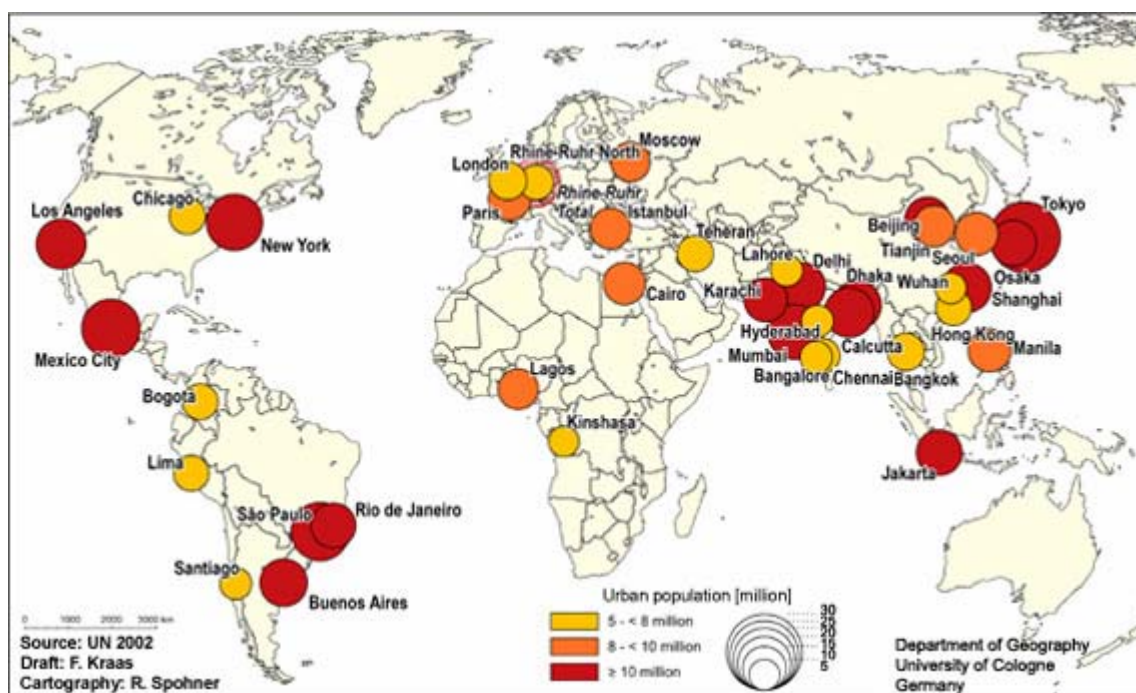 Moscow
Rhine-Ruhr North
London
Rhine-Ruhr
Paris
Total
Istanbul
Chicago
Los Angeles
New York
Mexico City
Bogotá
Lima
São Paulo
Rio de Janeiro
Santiago
Buenos Aires
Teheran
Lahore
Delhi
Karachi
Dhaka
Cairo
Lagos
Kinshasa
Hyderabad
Mumbai
Calcutta
Bangalore
Chennai
Bangkok
Beijing
Tianjin
Seoul
Tokyo
Osaka
Wuhan
Shanghai
Hong Kong
Manila
Jakarta
0 1000 2000 3000 km
Source: UN 2002
Draft: F. Kraas
Cartography: R. Spohner
Urban population [million]
5 - < 8 million
8 - < 10 million
≥ 10 million
30
25
20
15
10
5
Department of Geography
University of Cologne
Germany